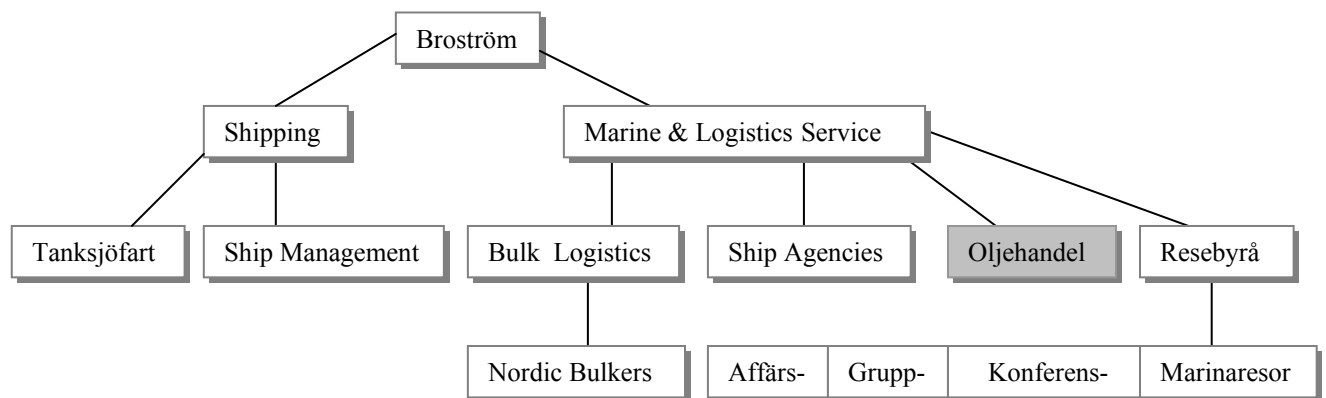 Broström
Shipping
Marine & Logistics Service
Tanksjöfart
Ship Management
Bulk Logistics
Ship Agencies
Oljehandel
Resebyrå
Nordic Bulkers
Affärs-
Grupp-
Konferens-
Marinaresor